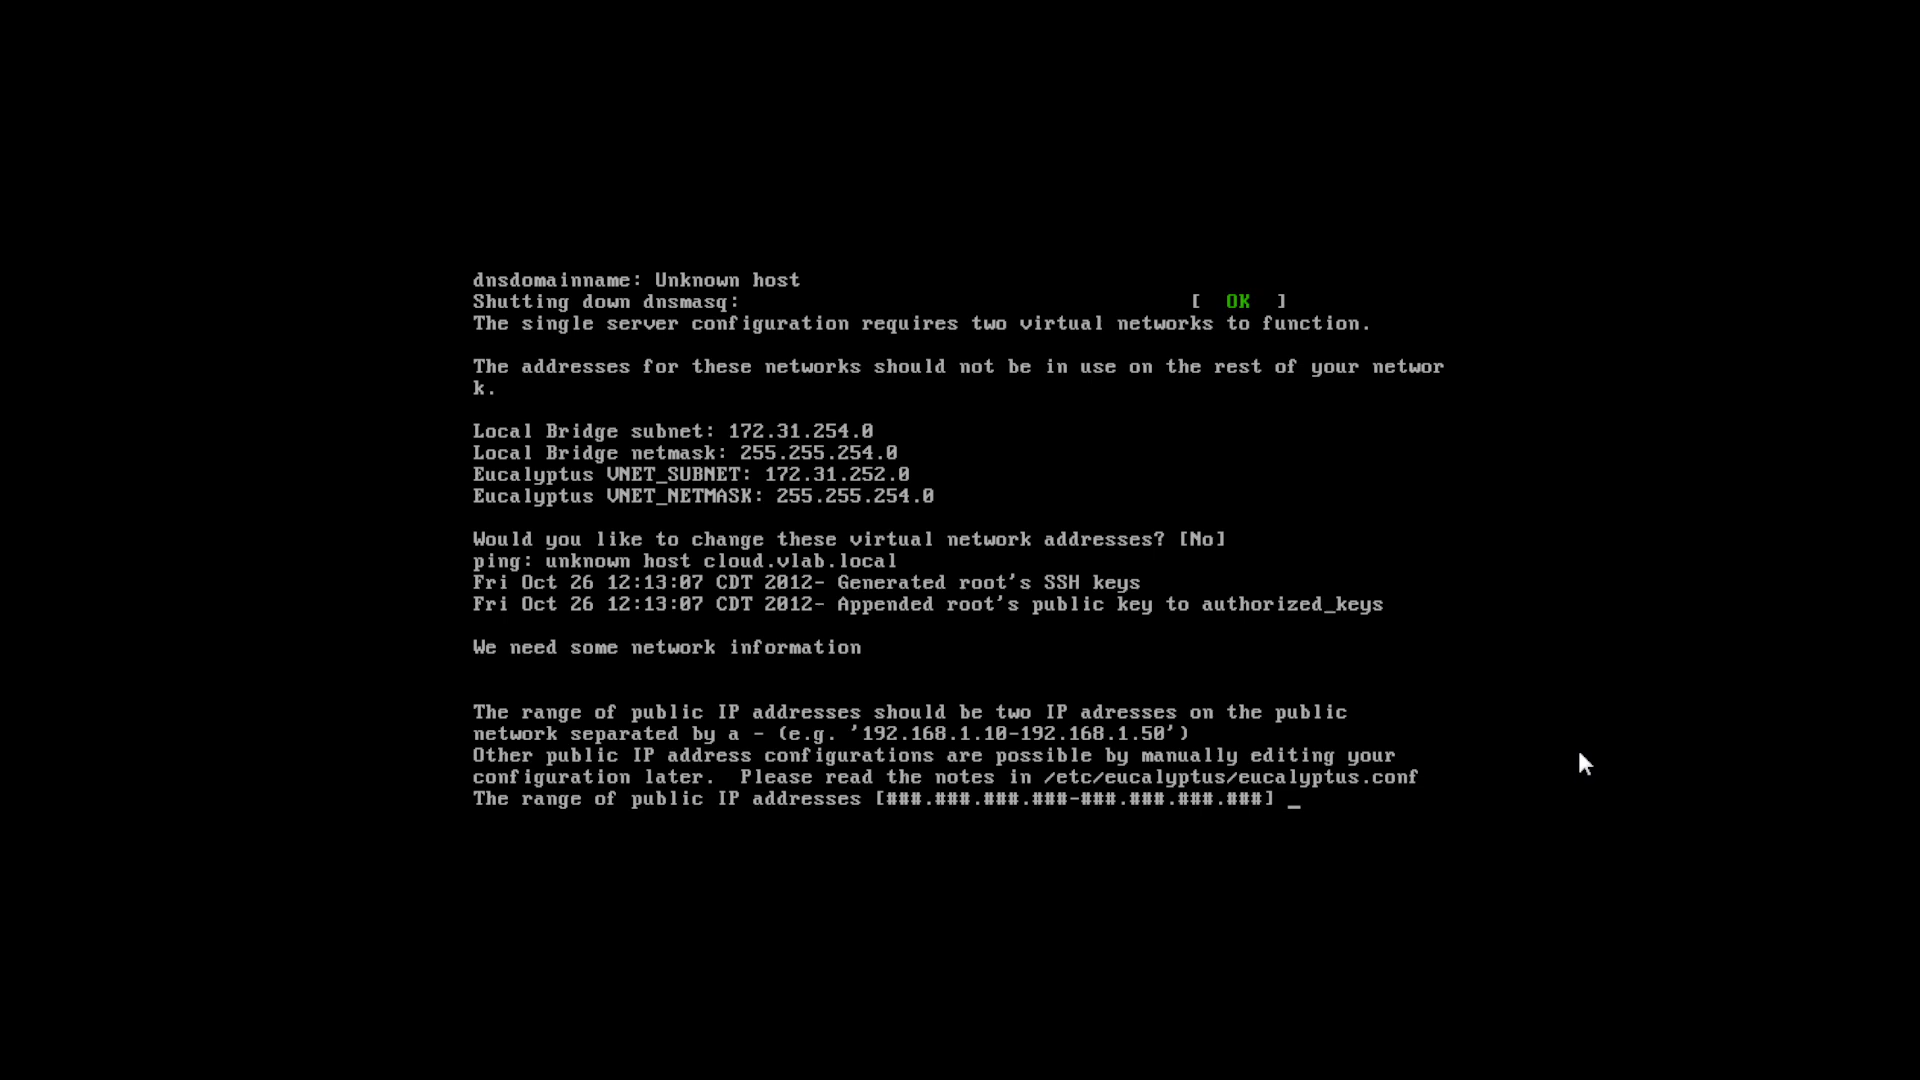 dnsdomainname: Unknown host
Shutting down dnsmasq: [  OK  ]
The single server configuration requires two virtual networks to function.
The addresses for these networks should not be in use on the rest of your networ
k.
Local Bridge subnet: 172.31.254.0
Local Bridge netmask: 255.255.254.0
Eucalyptus VNET_SUBNET: 172.31.252.0
Eucalyptus VNET_NETMASK: 255.255.254.0
Would you like to change these virtual network addresses? [No]
ping: unknown host cloud.vlab.local
Fri Oct 26 12:13:07 CDT 2012- Generated root's SSH keys
Fri Oct 26 12:13:07 CDT 2012- Appended root's public key to authorized_keys
We need some network information
The range of public IP addresses should be two IP adresses on the public
network separated by a - (e.g. '192.168.1.10-192.168.1.50')
Other public IP address configurations are possible by manually editing your
configuration later.  Please read the notes in /etc/eucalyptus/eucalyptus.conf
The range of public IP addresses [###.###.###.###-###.###.###.###] _